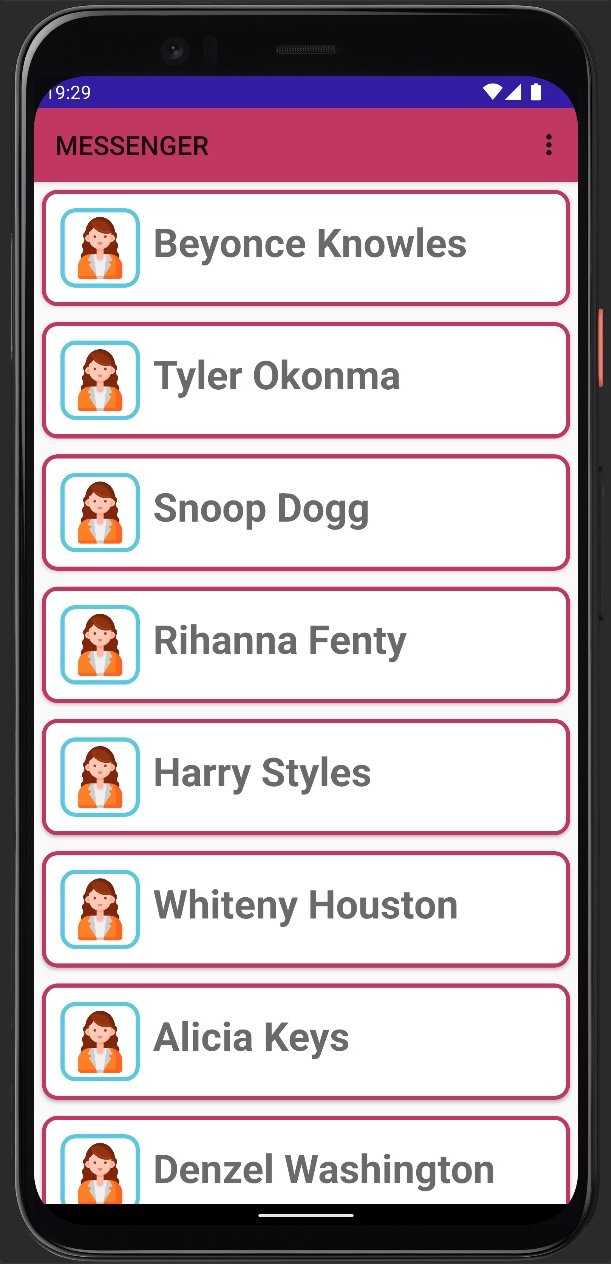 19:29
MESSENGER
Beyonce Knowles
Tyler Okonma
Snoop Dogg
Rihanna Fenty
Harry Styles
Whiteny Houston
Alicia Keys
Denzel Washington